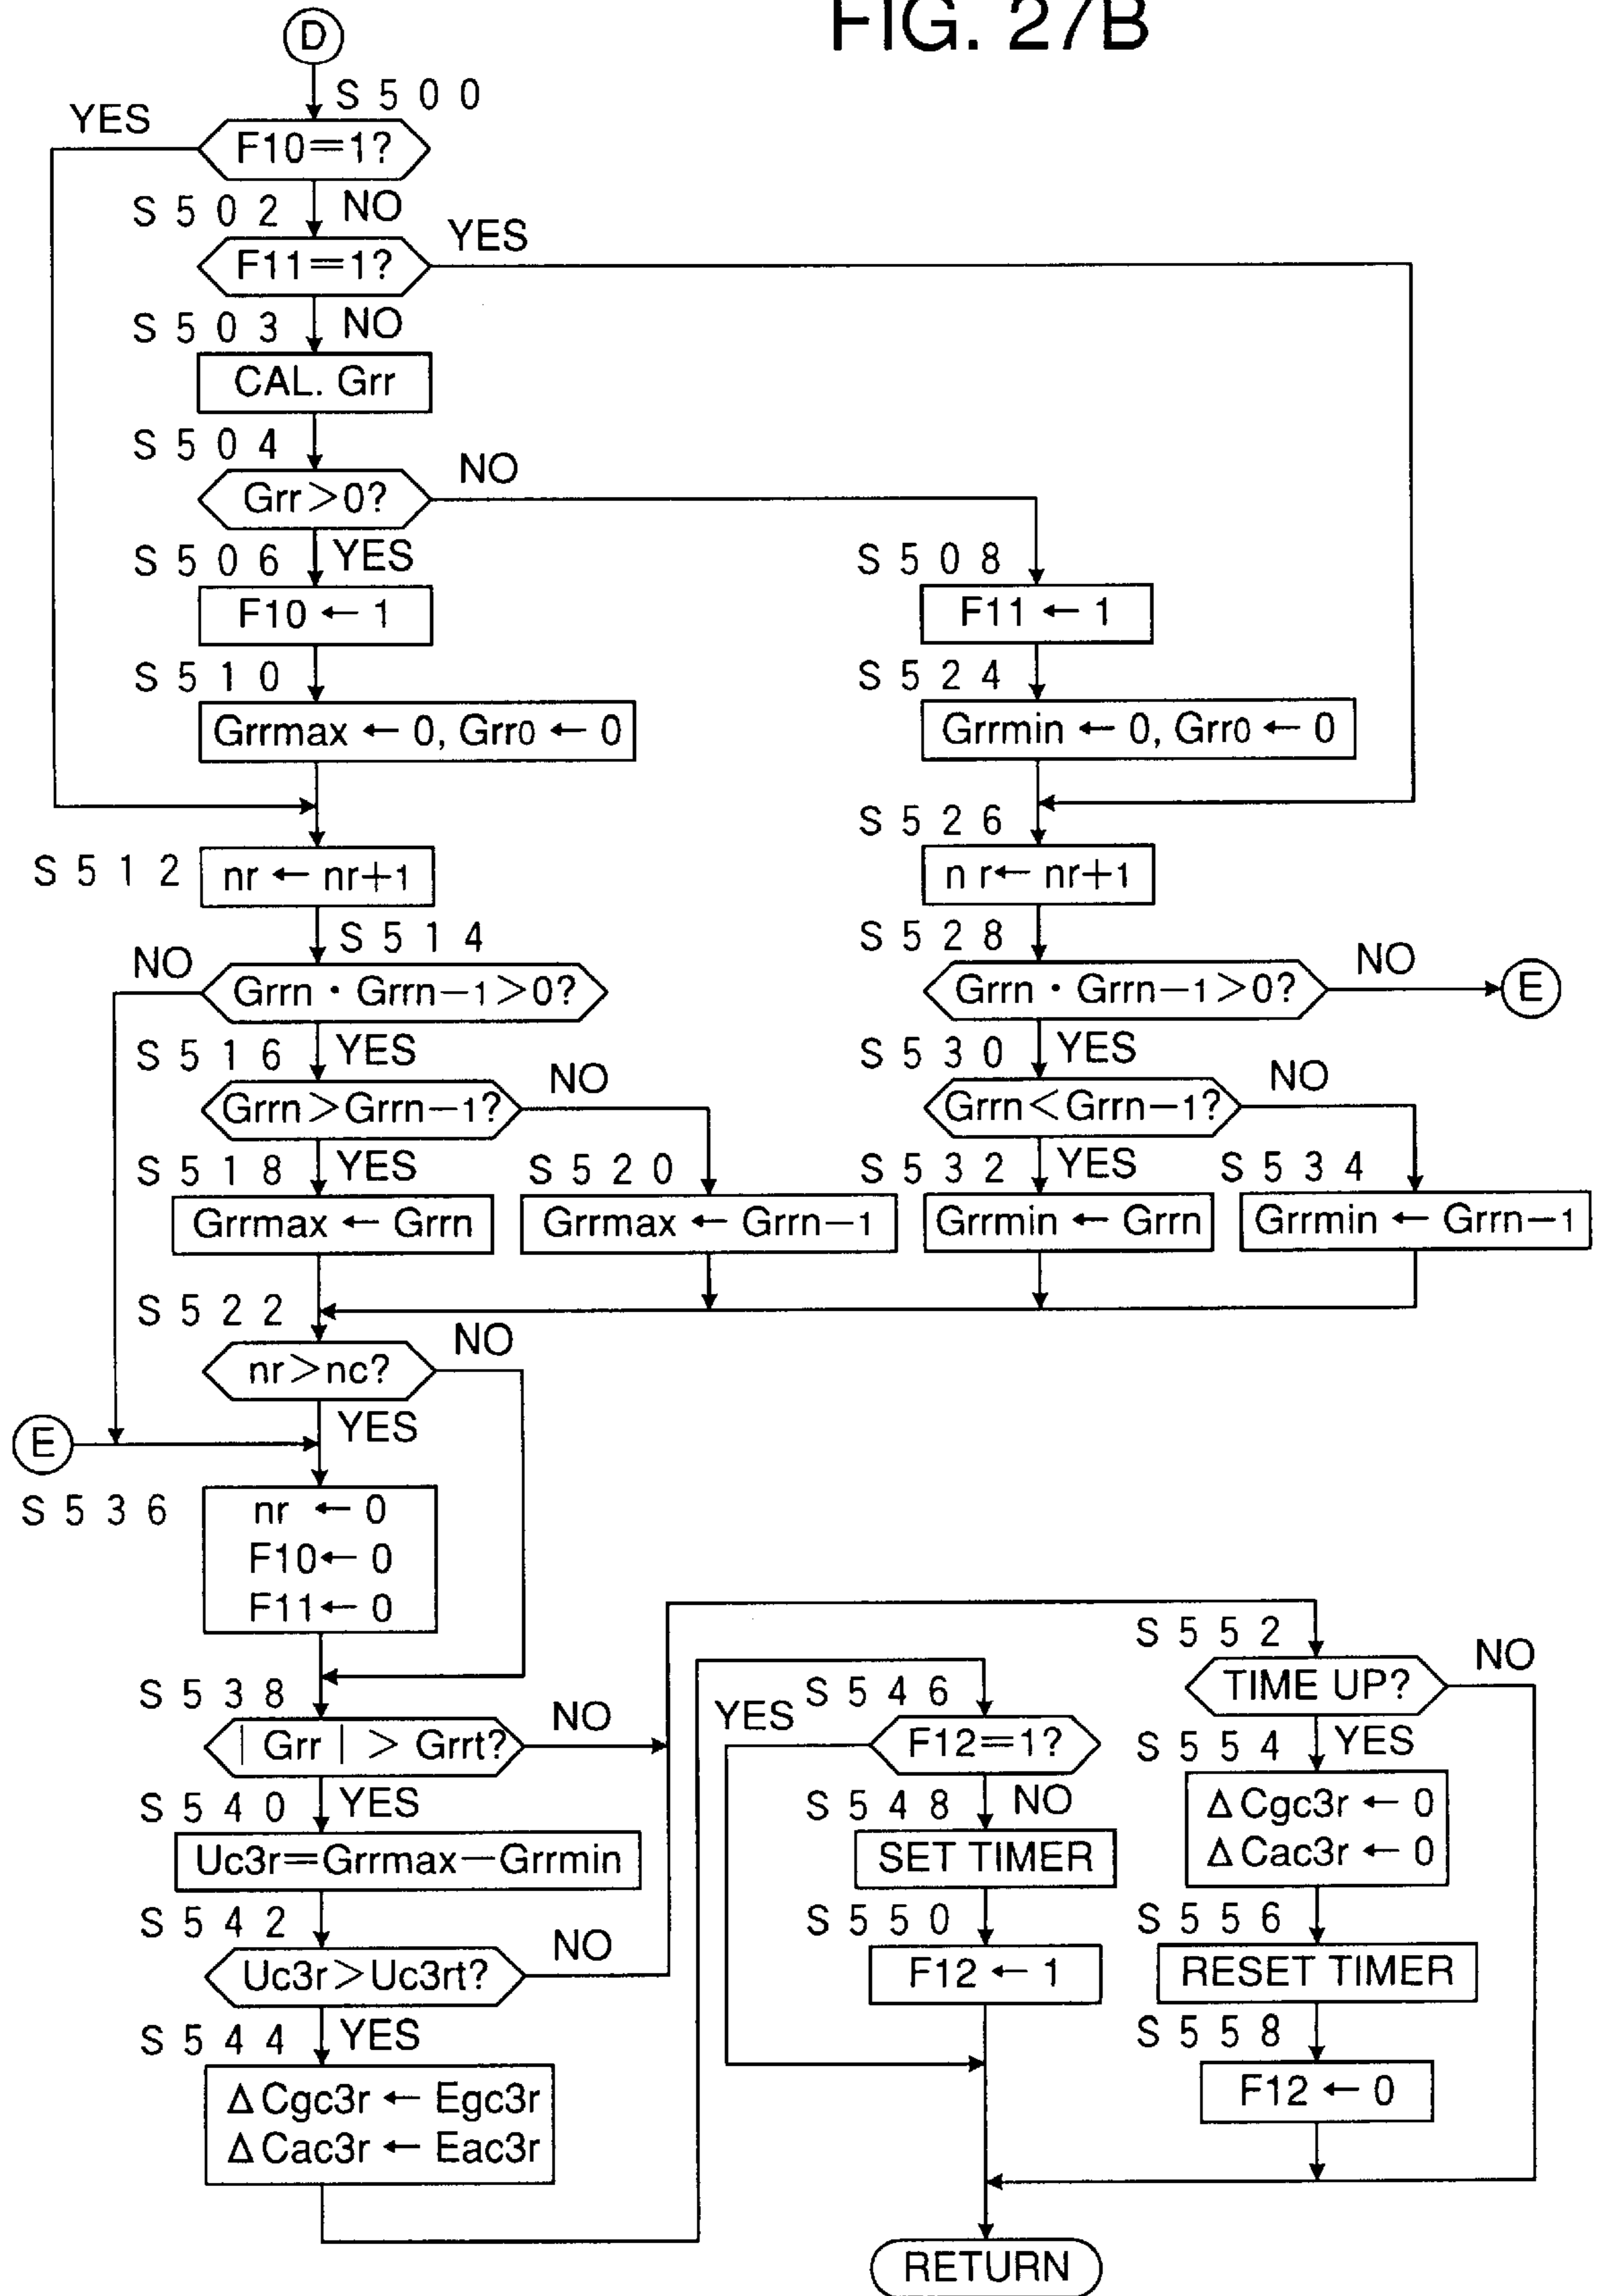 FIG. 27B
D
S500
YES
F10=1?
S502
NO
YES
F11=1?
S503
NO
CAL. Grr
S504
NO
Grr>0?
S506
YES
S508
F10 ← 1
F11 ← 1
S510
S524
Grrmax ← 0, Grr0 ← 0
Grrmin ← 0, Grr0 ← 0
S526
S512
nr ← nr+1
n r← nr+1
S514
S528
NO
NO
Grrn・Grrn−1>0?
Grrn・Grrn−1>0?
E
S516
YES
S530
YES
NO
NO
Grrn>Grrn−1?
Grrn<Grrn−1?
S518
YES
S520
S532
YES
S534
Grrmax ← Grrn
Grrmax ← Grrn−1
Grrmin ← Grrn
Grrmin ← Grrn−1
S522
NO
nr>nc?
YES
E
S536
nr ← 0
F10← 0
F11← 0
S552
NO
TIME UP?
S538
S546
YES
NO
| Grr | > Grrt?
F12=1?
S554
YES
S540
YES
S548
NO
ΔCgc3r ← 0
ΔCac3r ← 0
Uc3r=Grrmax−Grrmin
SET TIMER
S542
S550
S556
NO
Uc3r>Uc3rt?
F12 ← 1
RESET TIMER
S544
YES
S558
ΔCgc3r ← Egc3r
ΔCac3r ← Eac3r
F12 ← 0
RETURN